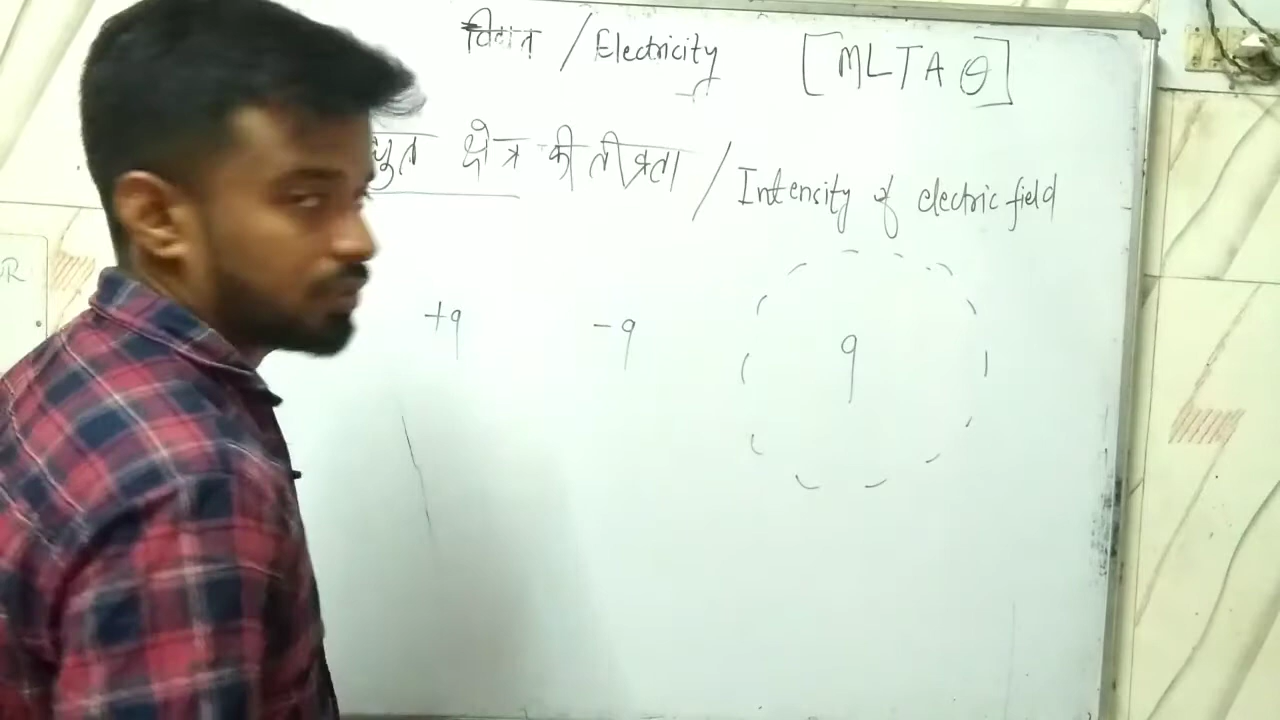 विद्युत / Electricity [MLTAθ]
क्षेत्र की तीव्रता / Intensity of electric field
+q -q q